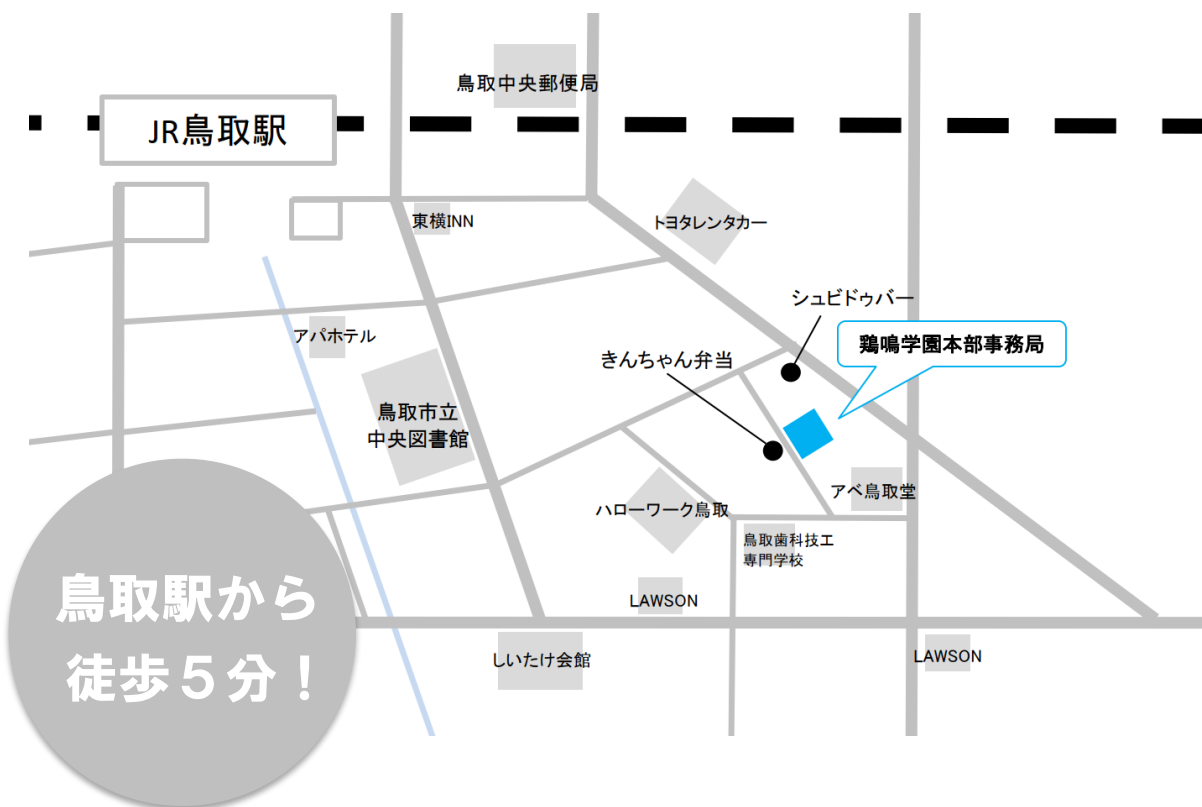 鳥取中央郵便局
JR鳥取駅
東横INN
トヨタレンタカー
シュビドゥバー
アパホテル
きんちゃん弁当
鶏鳴学園本部事務局
鳥取市立
中央図書館
アベ鳥取堂
ハローワーク鳥取
鳥取歯科技工
専門学校
LAWSON
しいたけ会館
LAWSON
鳥取駅から
徒歩５分！